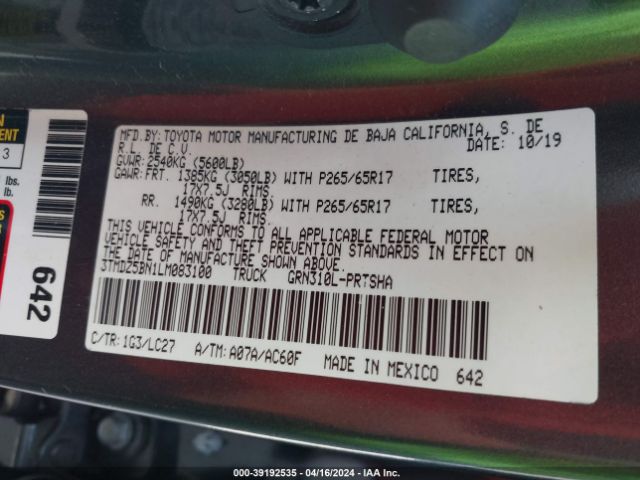 MFD.BY:TOYOTA MOTOR MANUFACTURING DE BAJA CALIFORNIA, S. DE
R.L. DE C.V. DATE: 10/19
GVWR:2540KG (5600LB)
GAWR:FRT. 1385KG (3050LB) WITH P265/65R17 TIRES,
17X7.5J RIMS.
RR. 1490KG (3280LB) WITH P265/65R17 TIRES,
17X7.5J RIMS.
THIS VEHICLE CONFORMS TO ALL APPLICABLE FEDERAL MOTOR
VEHICLE SAFETY AND THEFT PREVENTION STANDARDS IN EFFECT ON
THE DATE OF MANUFACTURE SHOWN ABOVE.
3TMDZ5BN1LM083100 TRUCK GRN310L-PRTSHA
C/TR:1G3/LC27 A/TM:A07A/AC60F MADE IN MEXICO 642
N
EMENT
3
lbs.
lb.
642
000-39192535 - 04/16/2024 - IAA Inc.